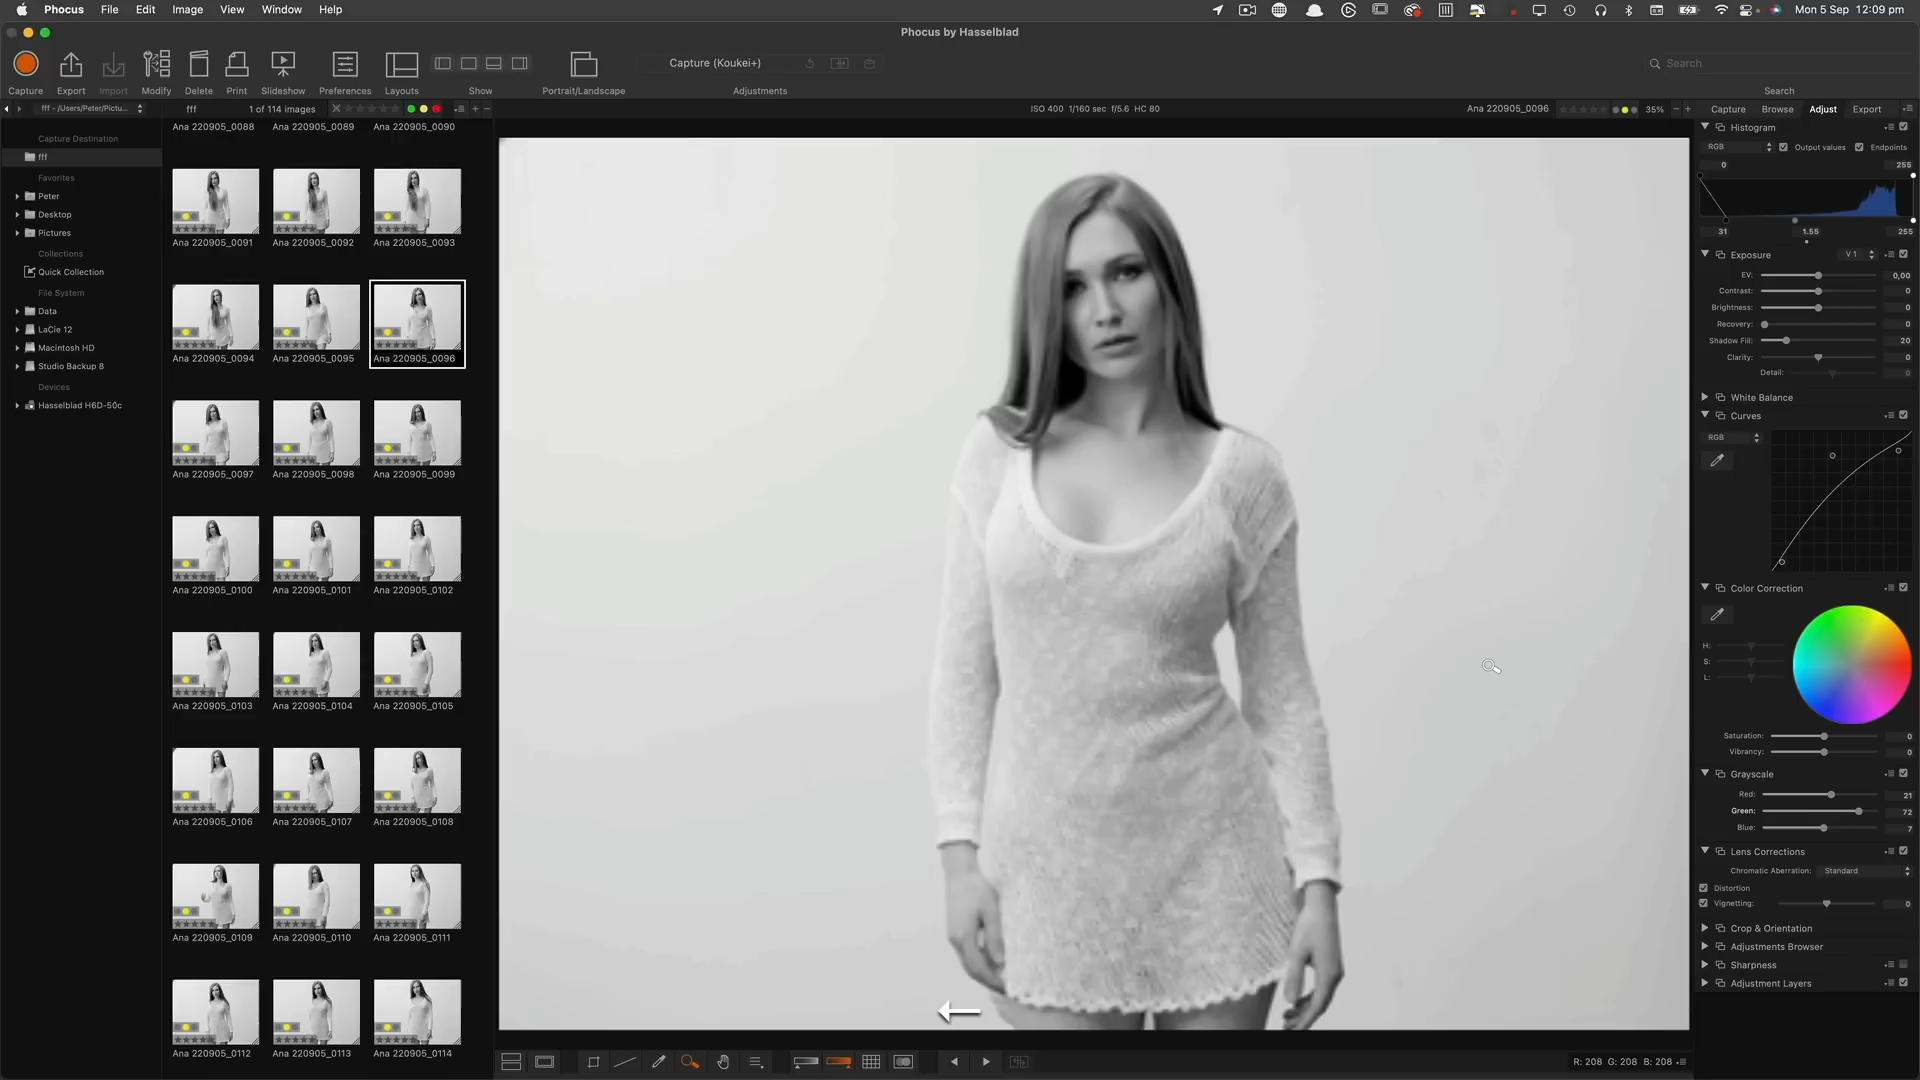 Phocus File Edit Image View Window Help
Mon 5 Sep 12:09 pm
Phocus by Hasselblad
Capture (Koukei+)
Search
Capture Export Import Modify Delete Print Slideshow Preferences Layouts Show Portrait/Landscape Adjustments Search
fff - /Users/Peter/Pictu...
fff
1 of 114 images
ISO 400 1/160 sec f/5.6 HC 80
Ana 220905_0096
35%
Capture Browse Adjust Export
Capture Destination
fff
Favorites
Peter
Desktop
Pictures
Collections
Quick Collection
File System
Data
LaCie 12
Macintosh HD
Studio Backup 8
Devices
Hasselblad H6D-50c
Ana 220905_0088 Ana 220905_0089 Ana 220905_0090
Ana 220905_0091 Ana 220905_0092 Ana 220905_0093
Ana 220905_0094 Ana 220905_0095 Ana 220905_0096
Ana 220905_0097 Ana 220905_0098 Ana 220905_0099
Ana 220905_0100 Ana 220905_0101 Ana 220905_0102
Ana 220905_0103 Ana 220905_0104 Ana 220905_0105
Ana 220905_0106 Ana 220905_0107 Ana 220905_0108
Ana 220905_0109 Ana 220905_0110 Ana 220905_0111
Ana 220905_0112 Ana 220905_0113 Ana 220905_0114
Histogram
RGB Output values Endpoints
0 255
31 1.55 255
Exposure V 1
EV: 0,00
Contrast: 0
Brightness: 0
Recovery: 0
Shadow Fill: 20
Clarity: 0
Detail: 0
White Balance
Curves
RGB
Color Correction
H:
S:
L:
Saturation: 0
Vibrancy: 0
Grayscale
Red: 21
Green: 72
Blue: 7
Lens Corrections
Chromatic Aberration: Standard
Distortion
Vignetting: 0
Crop & Orientation
Adjustments Browser
Sharpness
Adjustment Layers
R: 208 G: 208 B: 208